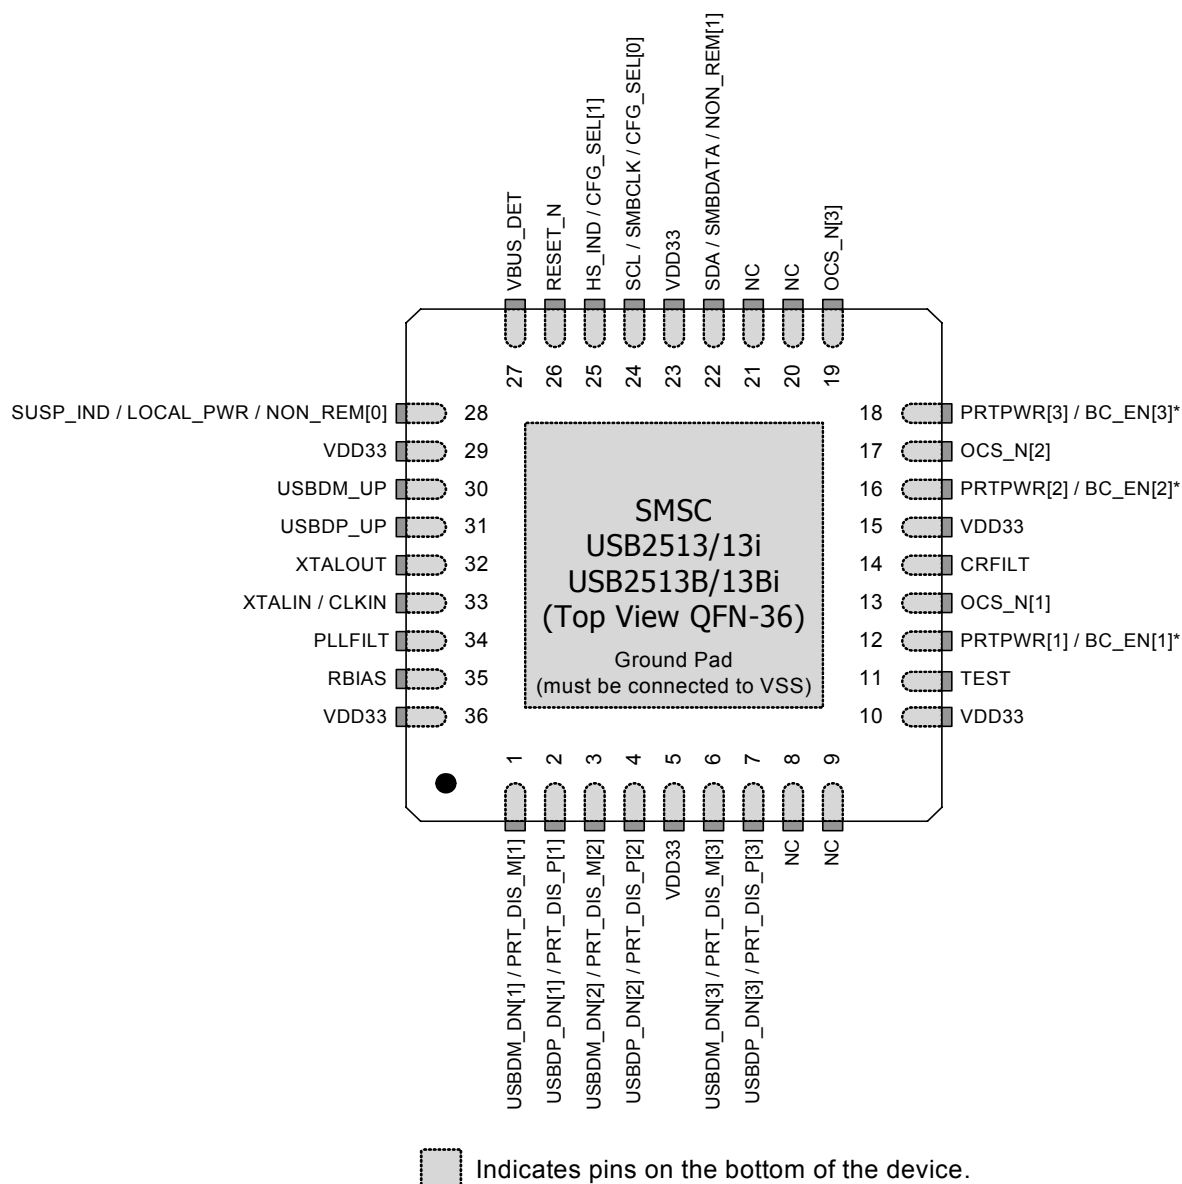 VBUS_DET
RESET_N
HS_IND / CFG_SEL[1]
SCL / SMBCLK / CFG_SEL[0]
VDD33
SDA / SMBDATA / NON_REM[1]
NC
NC
OCS_N[3]
27
26
25
24
23
22
21
20
19
SUSP_IND / LOCAL_PWR / NON_REM[0] 28
VDD33 29
USBDM_UP 30
USBDP_UP 31
XTALOUT 32
XTALIN / CLKIN 33
PLLFILT 34
RBIAS 35
VDD33 36
SMSC
USB2513/13i
USB2513B/13Bi
(Top View QFN-36)
Ground Pad
(must be connected to VSS)
18 PRTPWR[3] / BC_EN[3]*
17 OCS_N[2]
16 PRTPWR[2] / BC_EN[2]*
15 VDD33
14 CRFILT
13 OCS_N[1]
12 PRTPWR[1] / BC_EN[1]*
11 TEST
10 VDD33
1
2
3
4
5
6
7
8
9
USBDM_DN[1] / PRT_DIS_M[1]
USBDP_DN[1] / PRT_DIS_P[1]
USBDM_DN[2] / PRT_DIS_M[2]
USBDP_DN[2] / PRT_DIS_P[2]
VDD33
USBDM_DN[3] / PRT_DIS_M[3]
USBDP_DN[3] / PRT_DIS_P[3]
NC
NC
Indicates pins on the bottom of the device.